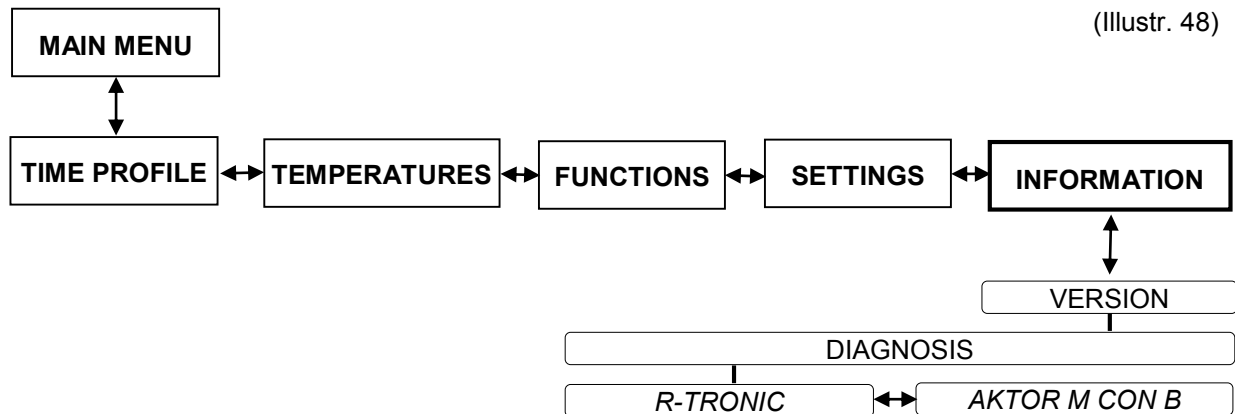 (Illustr. 48)
MAIN MENU
TIME PROFILE
TEMPERATURES
FUNCTIONS
SETTINGS
INFORMATION
VERSION
DIAGNOSIS
R-TRONIC
AKTOR M CON B